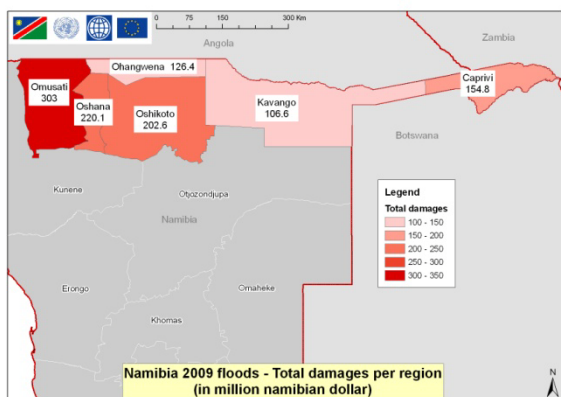 0
100
200
300 Km
Angola
Zambia
Ohangwena 126.4
Omusati
303
Caprivi
154.8
Oshana
220.1
Oshikoto
202.6
Kavango
106.6
Botswana
Kunene
Otjozondjupa
Namibia
Legend
Total damages
100 - 150
150 - 200
200 - 250
250 - 300
300 - 350
Erongo
Omaheke
Khomas
Namibia 2009 floods - Total damages per region
(in million namibian dollar)
N